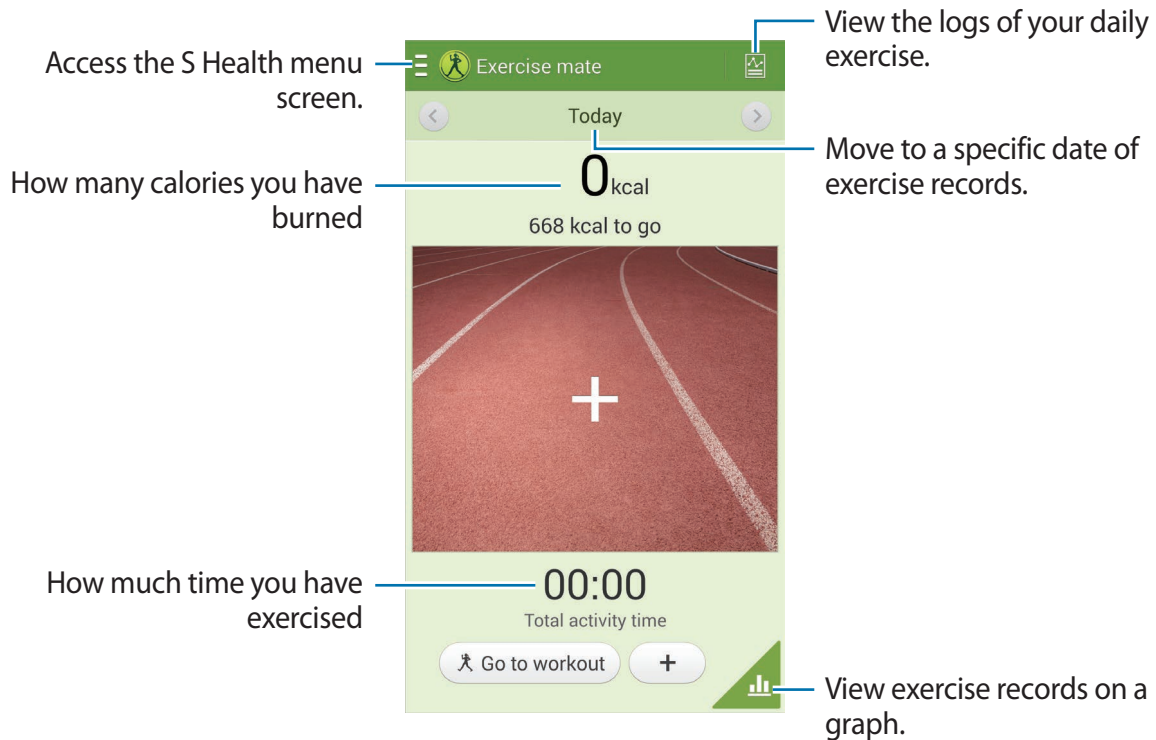 View the logs of your daily
exercise.
Access the S Health menu
screen.
Exercise mate
Today
Move to a specific date of
exercise records.
How many calories you have
burned
0 kcal
668 kcal to go
How much time you have
exercised
00:00
Total activity time
Go to workout
+
View exercise records on a
graph.